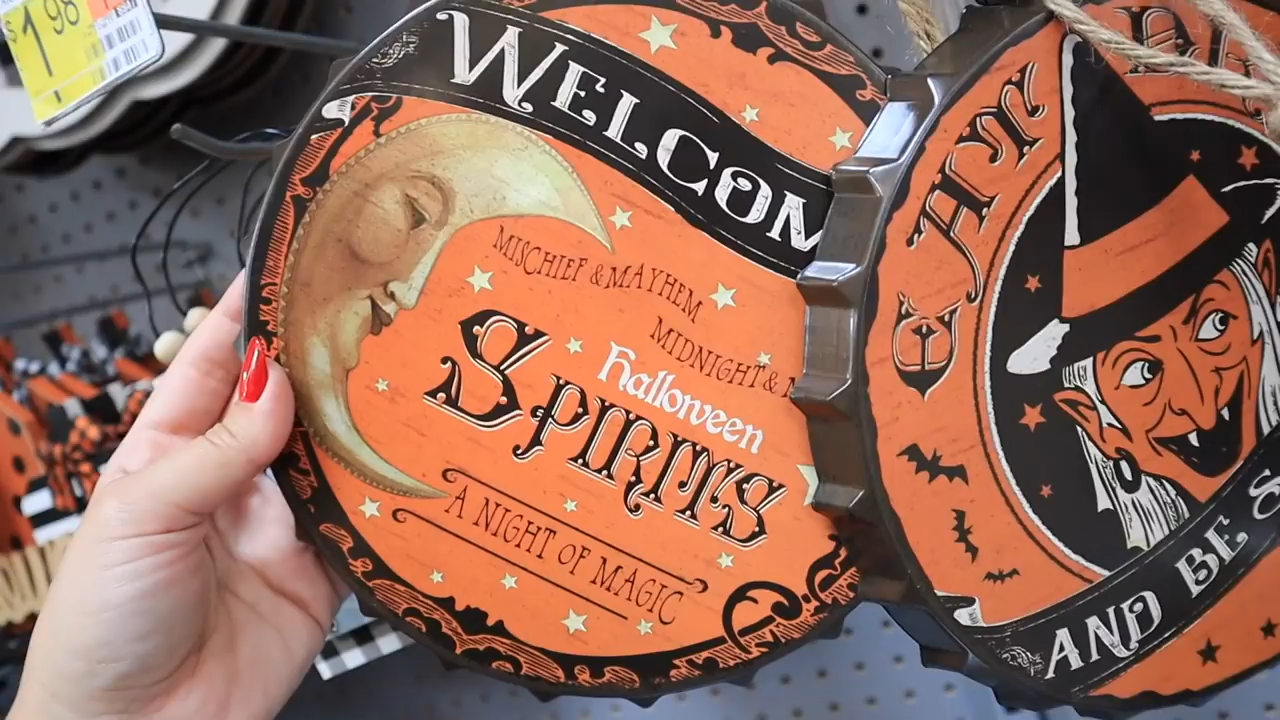 $1.98
WELCOM
MISCHIEF & MAYHEM
MIDNIGHT &
Halloween
SPIRITS
A NIGHT OF MAGIC
AND BE